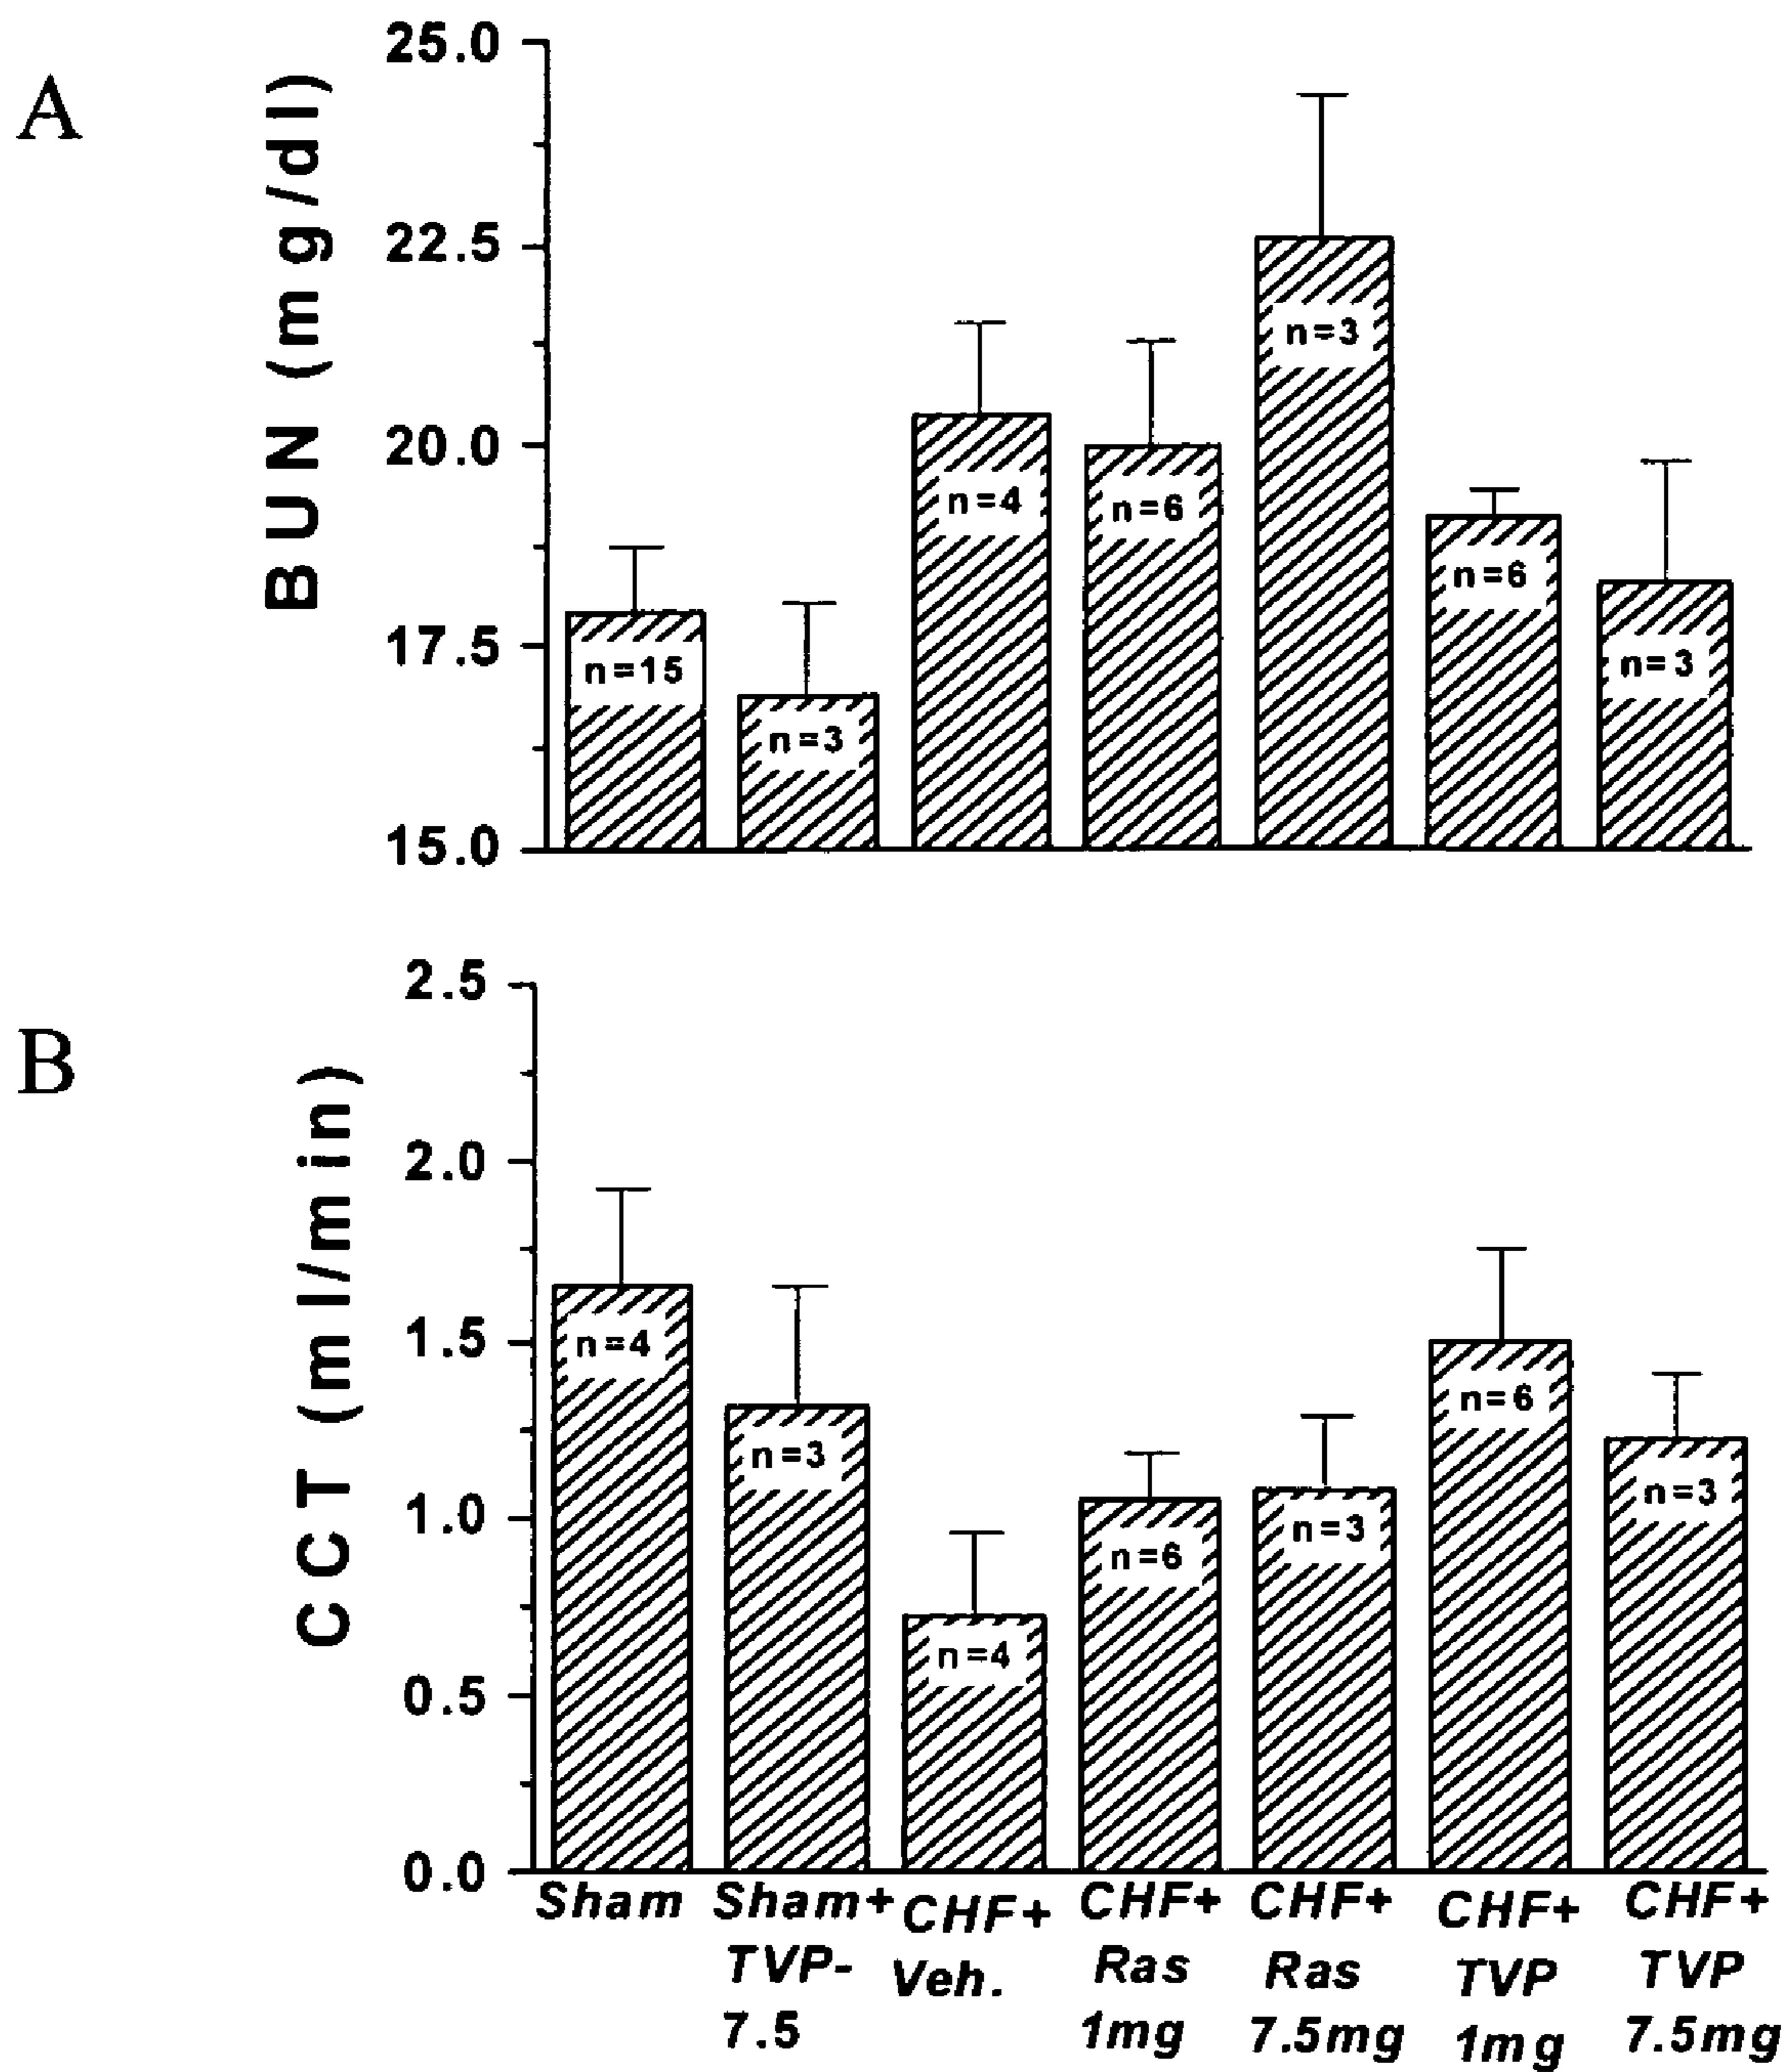 A
BUN (mg/dl)
25.0
22.5
20.0
17.5
15.0
n=15
n=3
n=4
n=6
n=3
n=6
n=3
B
CCT (ml/min)
2.5
2.0
1.5
1.0
0.5
0.0
n=4
n=3
n=4
n=6
n=3
n=6
n=3
Sham
Sham+
TVP-
7.5
CHF+
Veh.
CHF+
Ras
1mg
CHF+
Ras
7.5mg
CHF+
TVP
1mg
CHF+
TVP
7.5mg